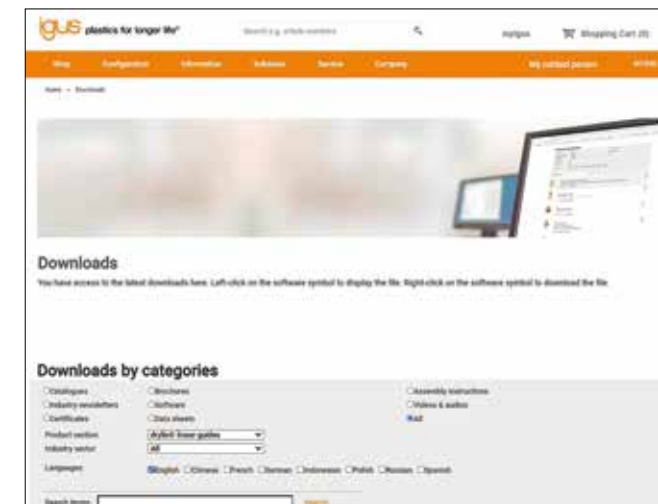 igus plastics for longer life®
Search e.g. article numbers
myigus
Shopping Cart (0)
Shop Configuration Information Industries Service Company My contact person
Home Downloads
Downloads
You have access to the latest downloads here. Left-click on the software symbol to display the file. Right-click on the software symbol to download the file.
Downloads by categories
Catalogues Brochures Assembly instructions
Industry newsletters Software Videos & audios
Certificates Data sheets All
Product section drylin® linear guides
Industry sector All
Languages English Chinese French German Indonesian Polish Russian Spanish
Search terms